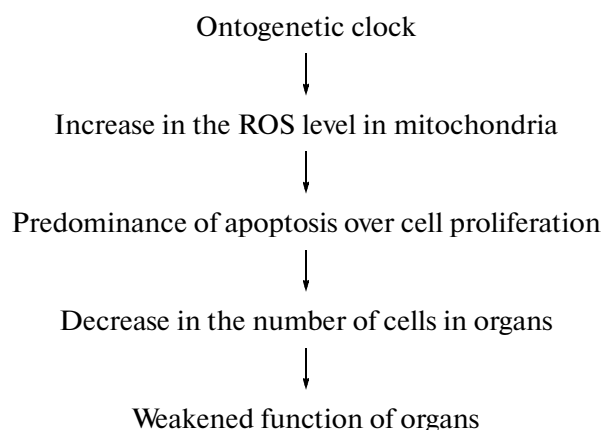 Ontogenetic clock
Increase in the ROS level in mitochondria
Predominance of apoptosis over cell proliferation
Decrease in the number of cells in organs
Weakened function of organs